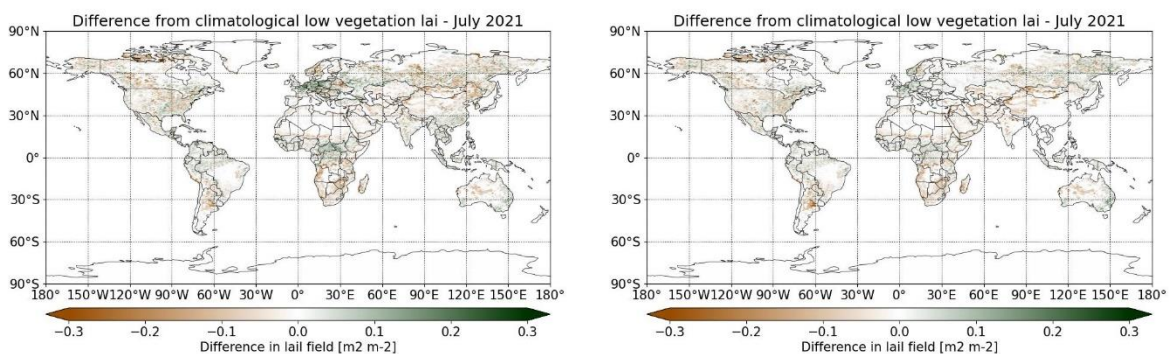 Difference from climatological low vegetation lai - July 2021
90°N
60°N
30°N
0°
30°S
60°S
90°S
180° 150°W 120°W 90°W 60°W 30°W 0° 30°E 60°E 90°E 120°E 150°E 180°
−0.3 −0.2 −0.1 0.0 0.1 0.2 0.3
Difference in lail field [m2 m-2]
Difference from climatological low vegetation lai - July 2021
90°N
60°N
30°N
0°
30°S
60°S
90°S
180° 150°W 120°W 90°W 60°W 30°W 0° 30°E 60°E 90°E 120°E 150°E 180°
−0.3 −0.2 −0.1 0.0 0.1 0.2 0.3
Difference in lail field [m2 m-2]